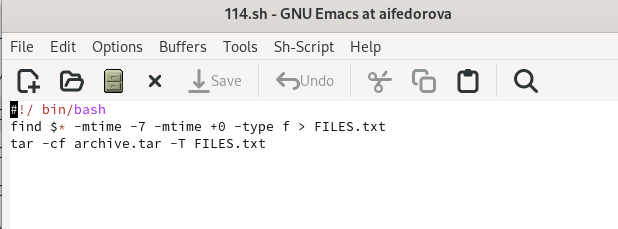 114.sh - GNU Emacs at aifedorova
File Edit Options Buffers Tools Sh-Script Help
Save Undo
#!/ bin/bash
find $* -mtime -7 -mtime +0 -type f > FILES.txt
tar -cf archive.tar -T FILES.txt